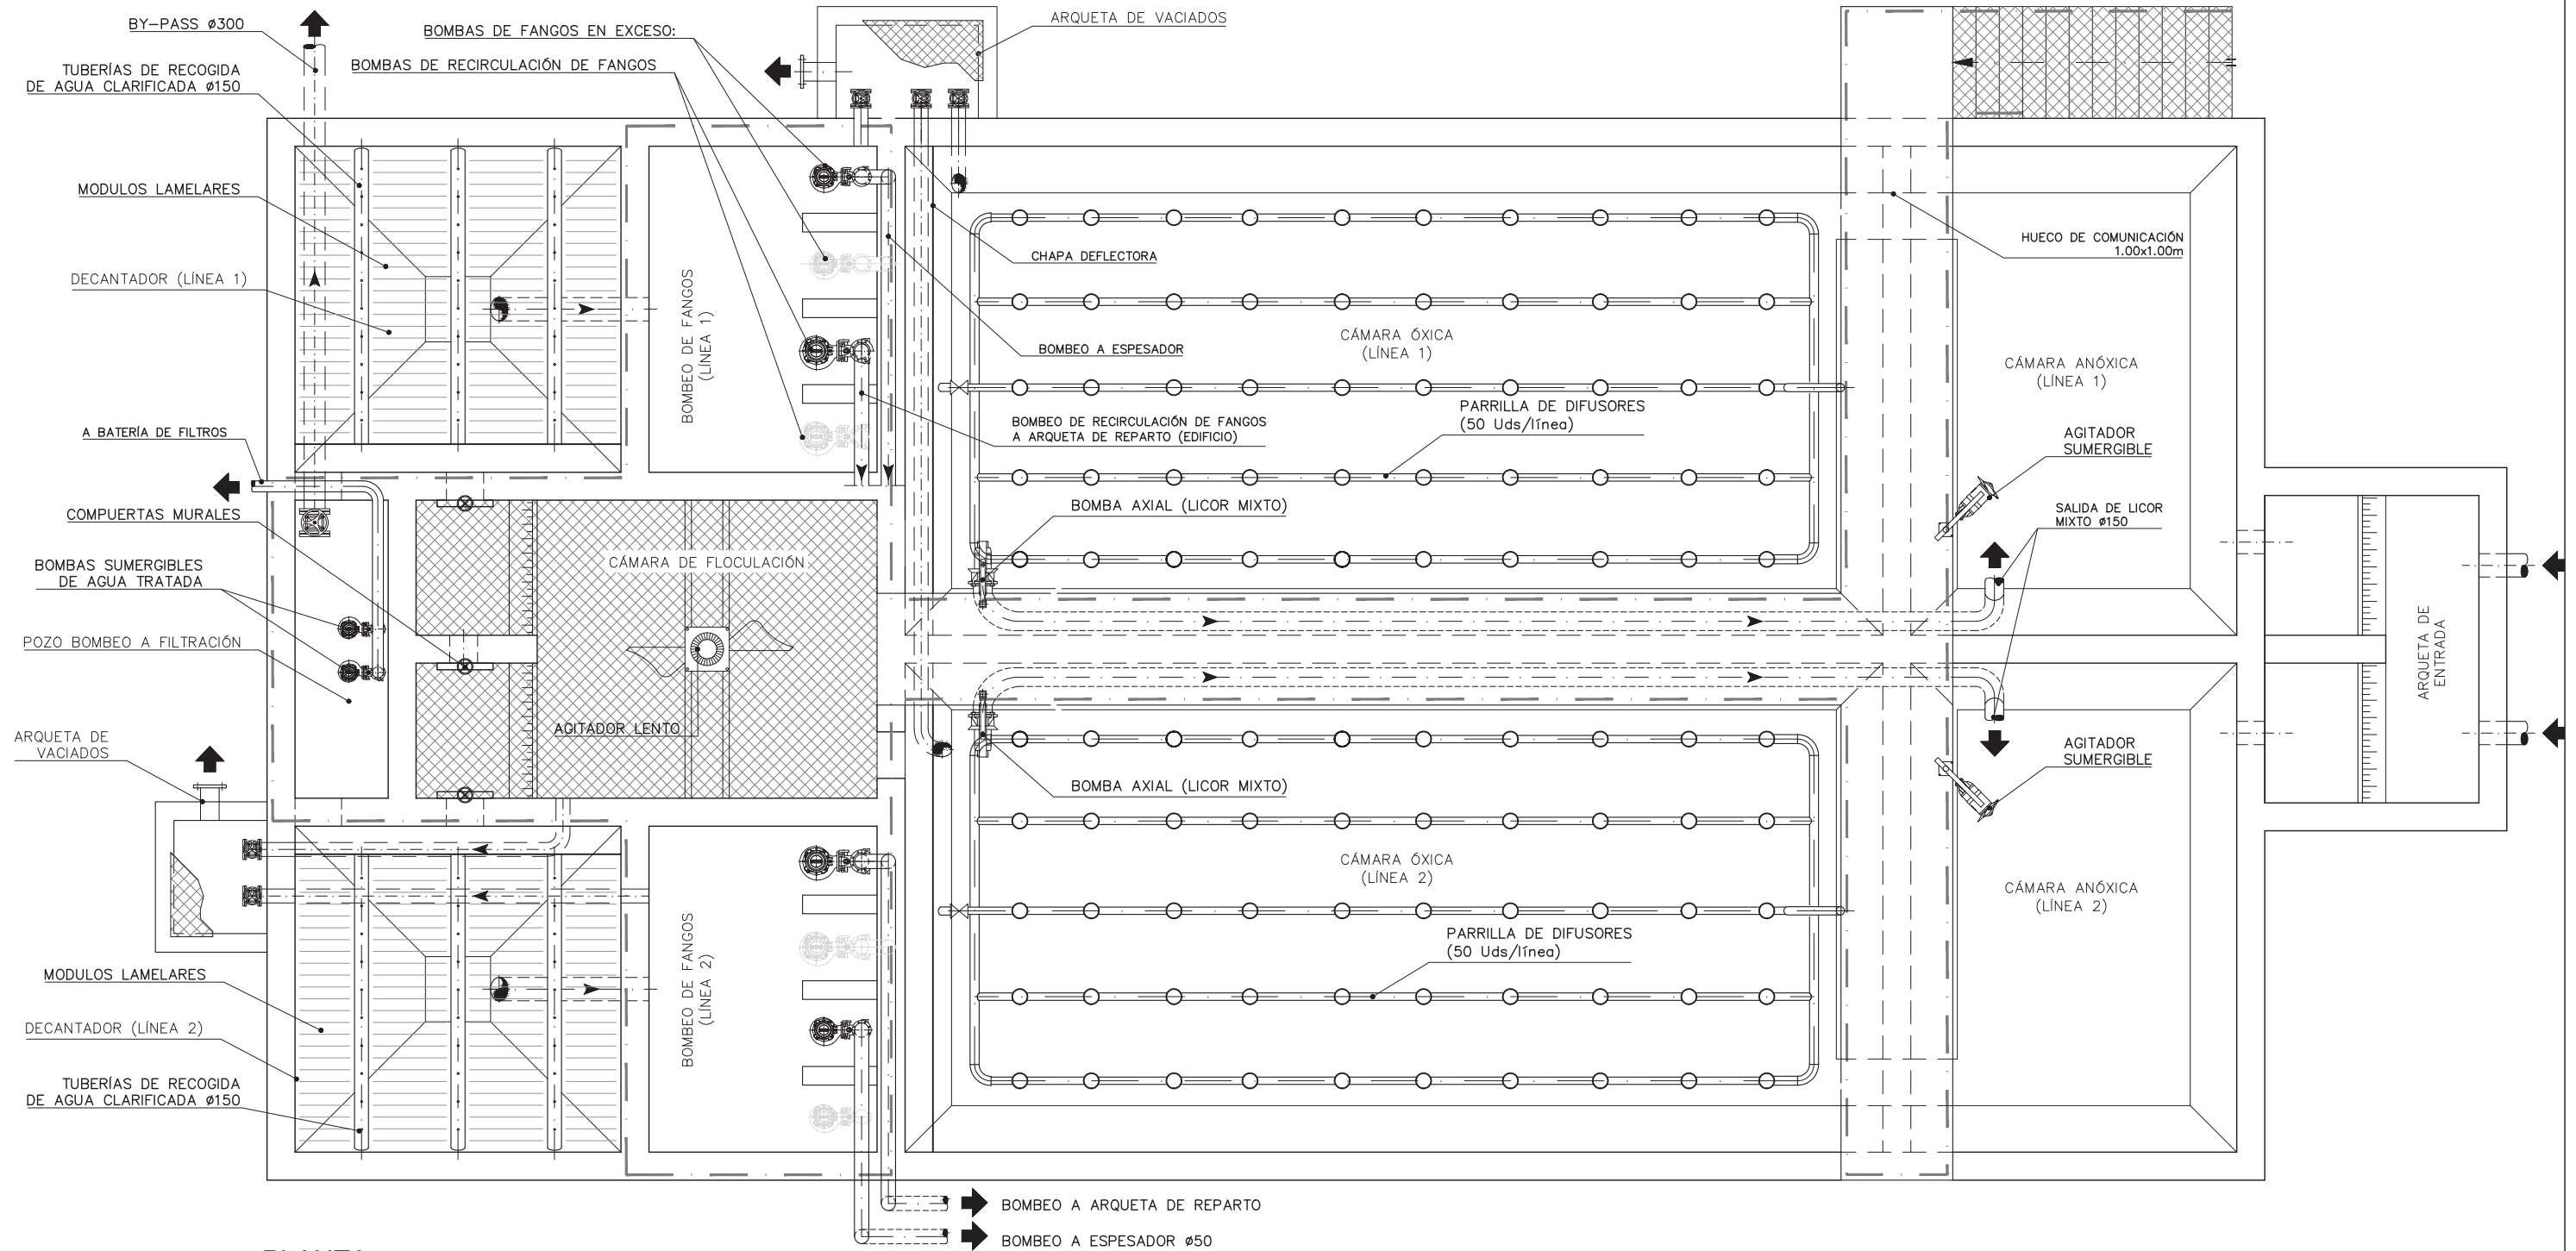 BY-PASS ø300
TUBERÍAS DE RECOGIDA
DE AGUA CLARIFICADA ø150
MODULOS LAMELARES
DECANTADOR (LÍNEA 1)
A BATERÍA DE FILTROS
COMPUERTAS MURALES
BOMBAS SUMERGIBLES
DE AGUA TRATADA
POZO BOMBEO A FILTRACIÓN
ARQUETA DE
VACIADOS
MODULOS LAMELARES
DECANTADOR (LÍNEA 2)
TUBERÍAS DE RECOGIDA
DE AGUA CLARIFICADA ø150
BOMBAS DE FANGOS EN EXCESO:
BOMBAS DE RECIRCULACIÓN DE FANGOS
ARQUETA DE VACIADOS
BOMBEO DE FANGOS
(LÍNEA 1)
CHAPA DEFLECTORA
BOMBEO A ESPESADOR
BOMBEO DE RECIRCULACIÓN DE FANGOS
A ARQUETA DE REPARTO (EDIFICIO)
CÁMARA ÓXICA
(LÍNEA 1)
PARRILLA DE DIFUSORES
(50 Uds/línea)
BOMBA AXIAL (LICOR MIXTO)
CÁMARA DE FLOCULACIÓN
AGITADOR LENTO
HUECO DE COMUNICACIÓN
1.00x1.00m
CÁMARA ANÓXICA
(LÍNEA 1)
AGITADOR
SUMERGIBLE
SALIDA DE LICOR
MIXTO ø150
ARQUETA DE
ENTRADA
AGITADOR
SUMERGIBLE
BOMBA AXIAL (LICOR MIXTO)
CÁMARA ÓXICA
(LÍNEA 2)
PARRILLA DE DIFUSORES
(50 Uds/línea)
CÁMARA ANÓXICA
(LÍNEA 2)
BOMBEO DE FANGOS
(LÍNEA 2)
BOMBEO A ARQUETA DE REPARTO
BOMBEO A ESPESADOR ø50
PLANTA